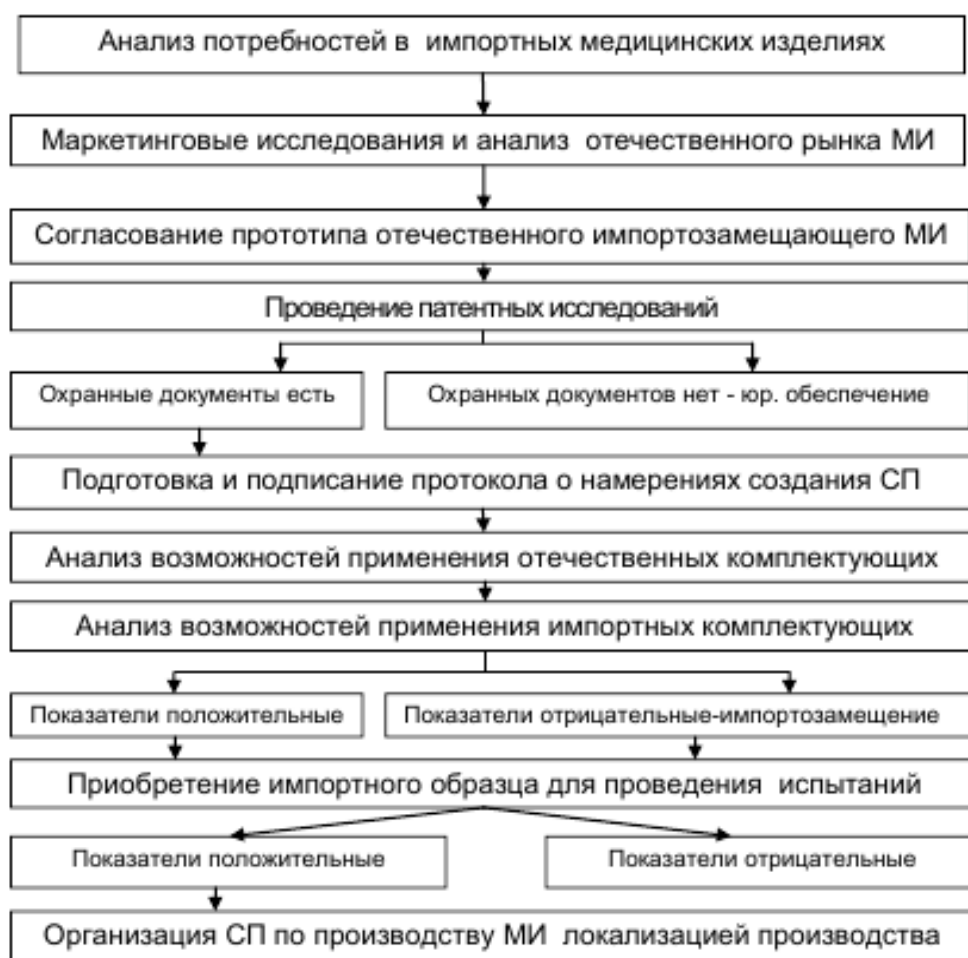 Анализ потребностей в импортных медицинских изделиях
Маркетинговые исследования и анализ отечественного рынка МИ
Согласование прототипа отечественного импортозамещающего МИ
Проведение патентных исследований
Охранные документы есть
Охранных документов нет - юр. обеспечение
Подготовка и подписание протокола о намерениях создания СП
Анализ возможностей применения отечественных комплектующих
Анализ возможностей применения импортных комплектующих
Показатели положительные
Показатели отрицательные-импортозамещение
Приобретение импортного образца для проведения испытаний
Показатели положительные
Показатели отрицательные
Организация СП по производству МИ локализацией производства